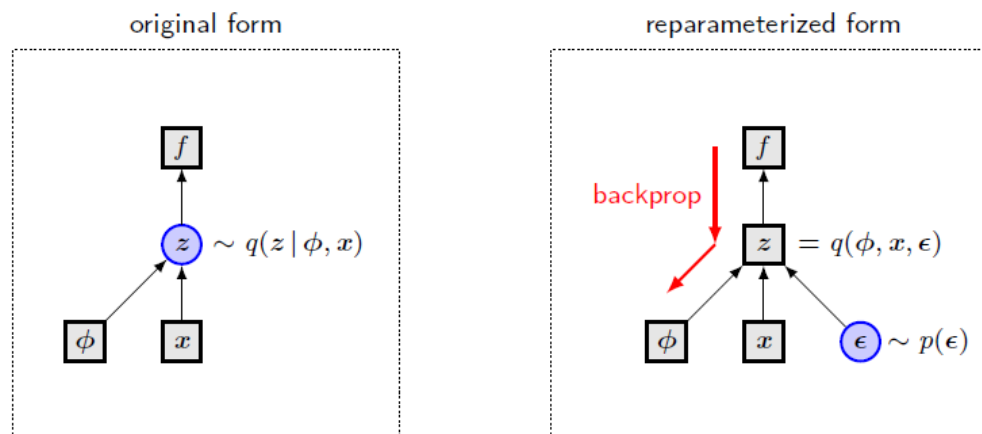 original form
f
z ∼ q(z | ϕ, x)
ϕ x
reparameterized form
f
backprop
z = q(ϕ, x, ϵ)
ϕ x ϵ ∼ p(ϵ)